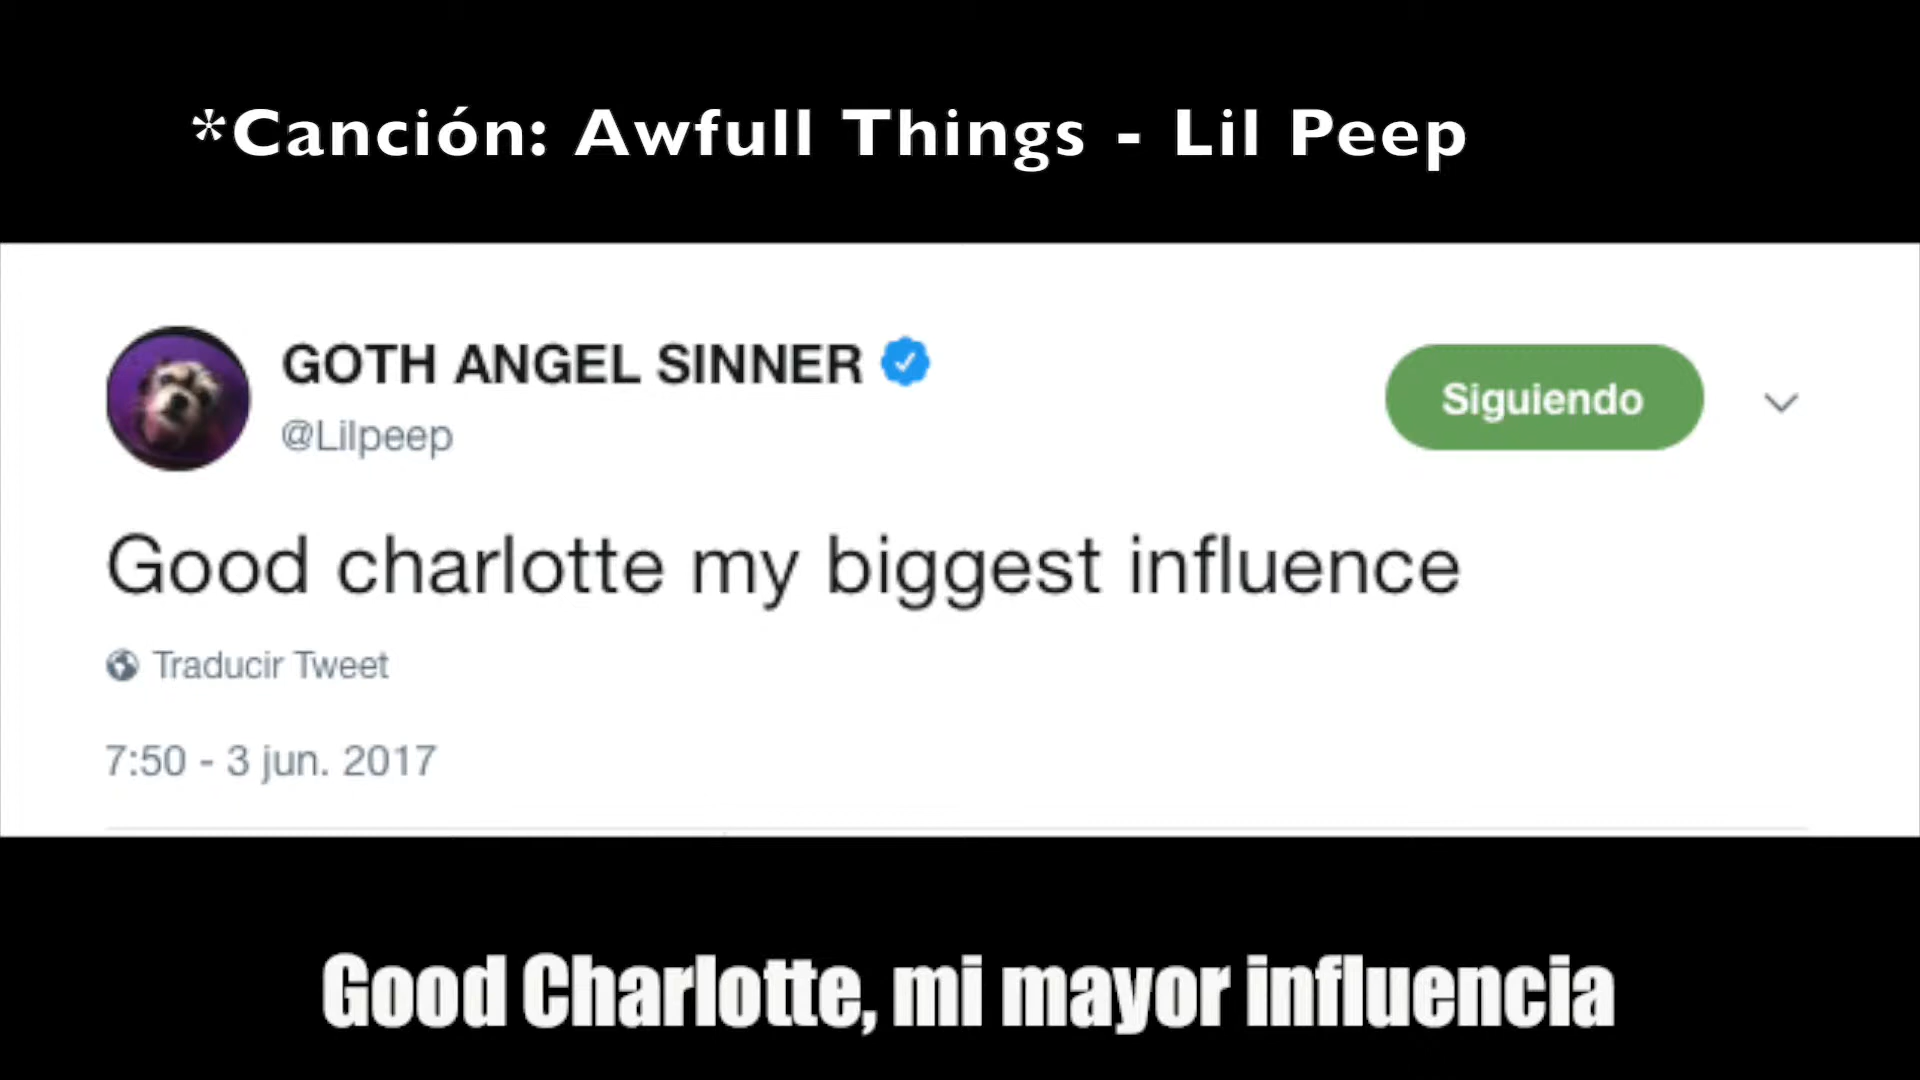 *Canción: Awfull Things - Lil Peep
GOTH ANGEL SINNER
@Lilpeep
Siguiendo
Good charlotte my biggest influence
Traducir Tweet
7:50 - 3 jun. 2017
Good Charlotte, mi mayor influencia